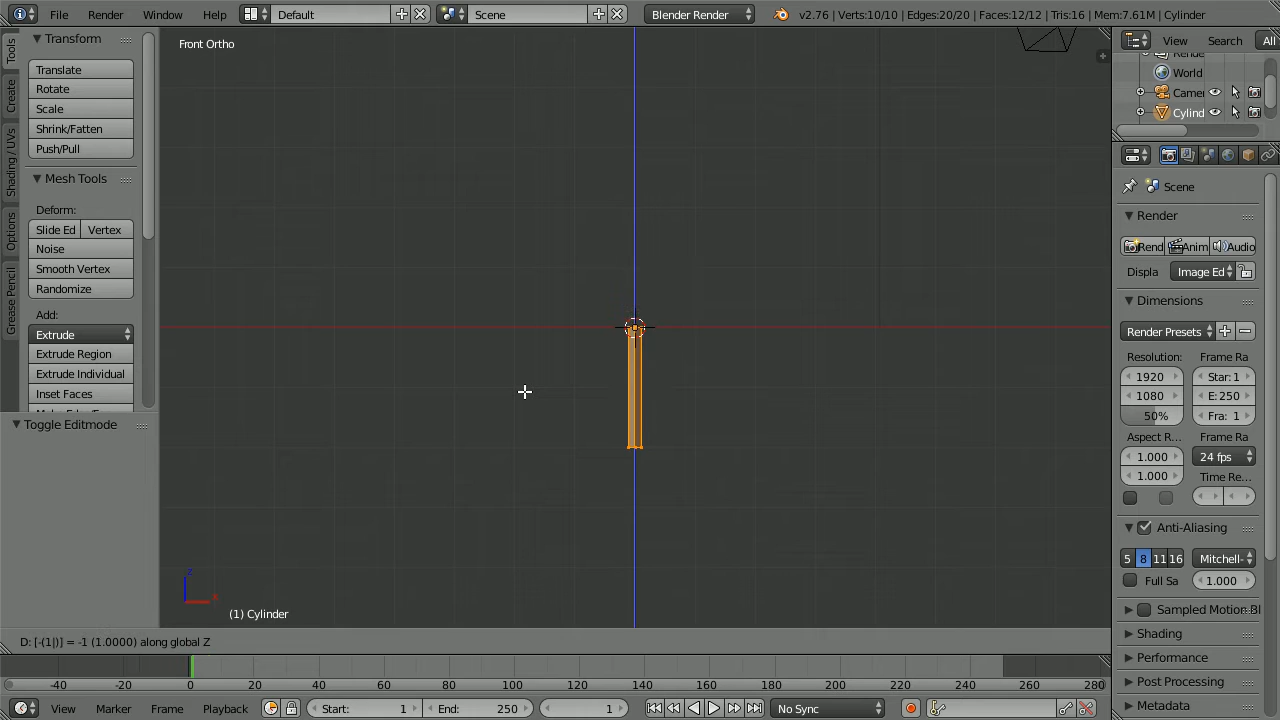 File Render Window Help Default Scene Blender Render v2.76 | Verts:10/10 | Edges:20/20 | Faces:12/12 | Tris:16 | Mem:7.61M | Cylinder
Tools
Create
Shading / UVs
Options
Grease Pencil
Transform
Translate
Rotate
Scale
Shrink/Fatten
Push/Pull
Mesh Tools
Deform:
Slide Ed Vertex
Noise
Smooth Vertex
Randomize
Add:
Extrude
Extrude Region
Extrude Individual
Inset Faces
Toggle Editmode
Front Ortho
z
x
(1) Cylinder
D: [-(1|)] = -1 (1.0000) along global Z
View Search All
World
Camer
Cylind
Scene
Render
Rend Anim Audio
Displa Image Ed
Dimensions
Render Presets
Resolution: Frame Ra
1920 Star: 1
1080 E: 250
50% Fra: 1
Aspect R... Frame Ra
1.000 24 fps
1.000 Time Re...
Anti-Aliasing
5 8 11 16 Mitchell-
Full Sa 1.000
Sampled Motion Bl
Shading
Performance
Post Processing
Metadata
-40 -20 0 20 40 60 80 100 120 140 160 180 200 220 240 260 280
View Marker Frame Playback Start: 1 End: 250 1 No Sync